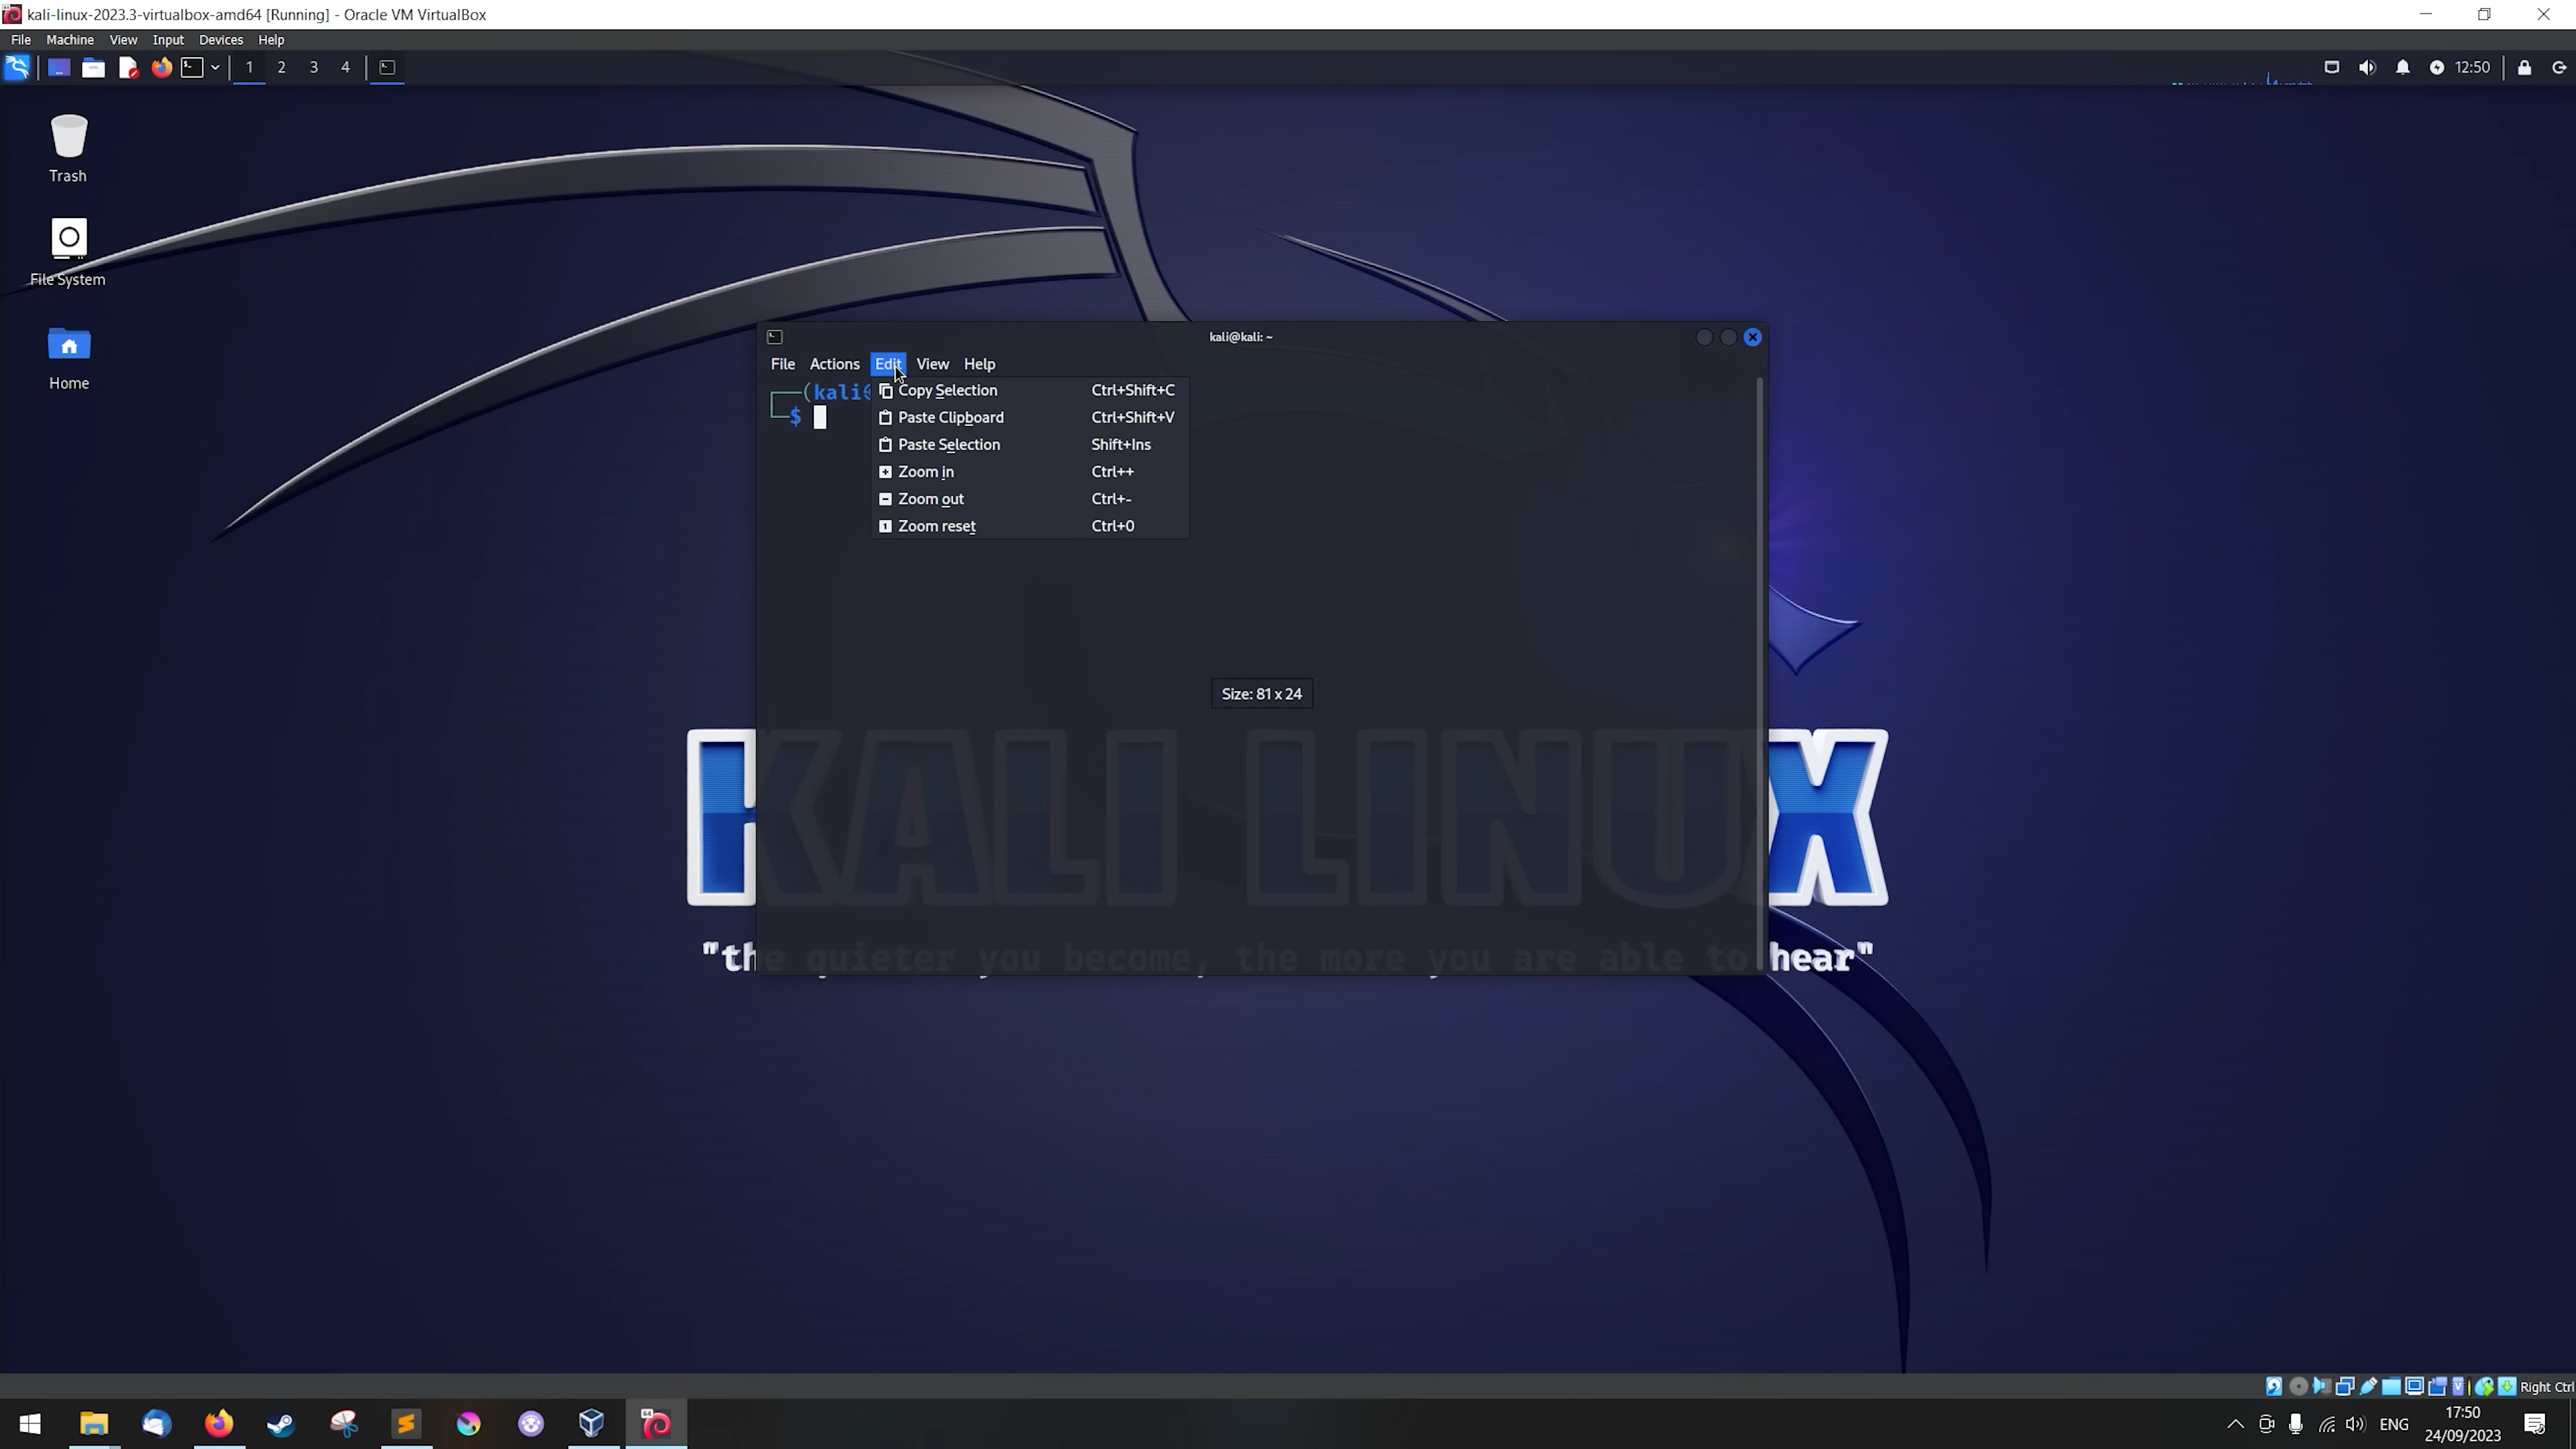 kali-linux-2023.3-virtualbox-amd64 [Running] - Oracle VM VirtualBox
File Machine View Input Devices Help
1 2 3 4 12:50
Trash
File System
Home
kali@kali: ~
File Actions Edit View Help
(kali
$
Copy Selection Ctrl+Shift+C
Paste Clipboard Ctrl+Shift+V
Paste Selection Shift+Ins
Zoom in Ctrl++
Zoom out Ctrl+-
Zoom reset Ctrl+0
Size: 81 x 24
KALI LINUX
"the quieter you become, the more you are able to hear"
Right Ctrl
ENG
17:50
24/09/2023